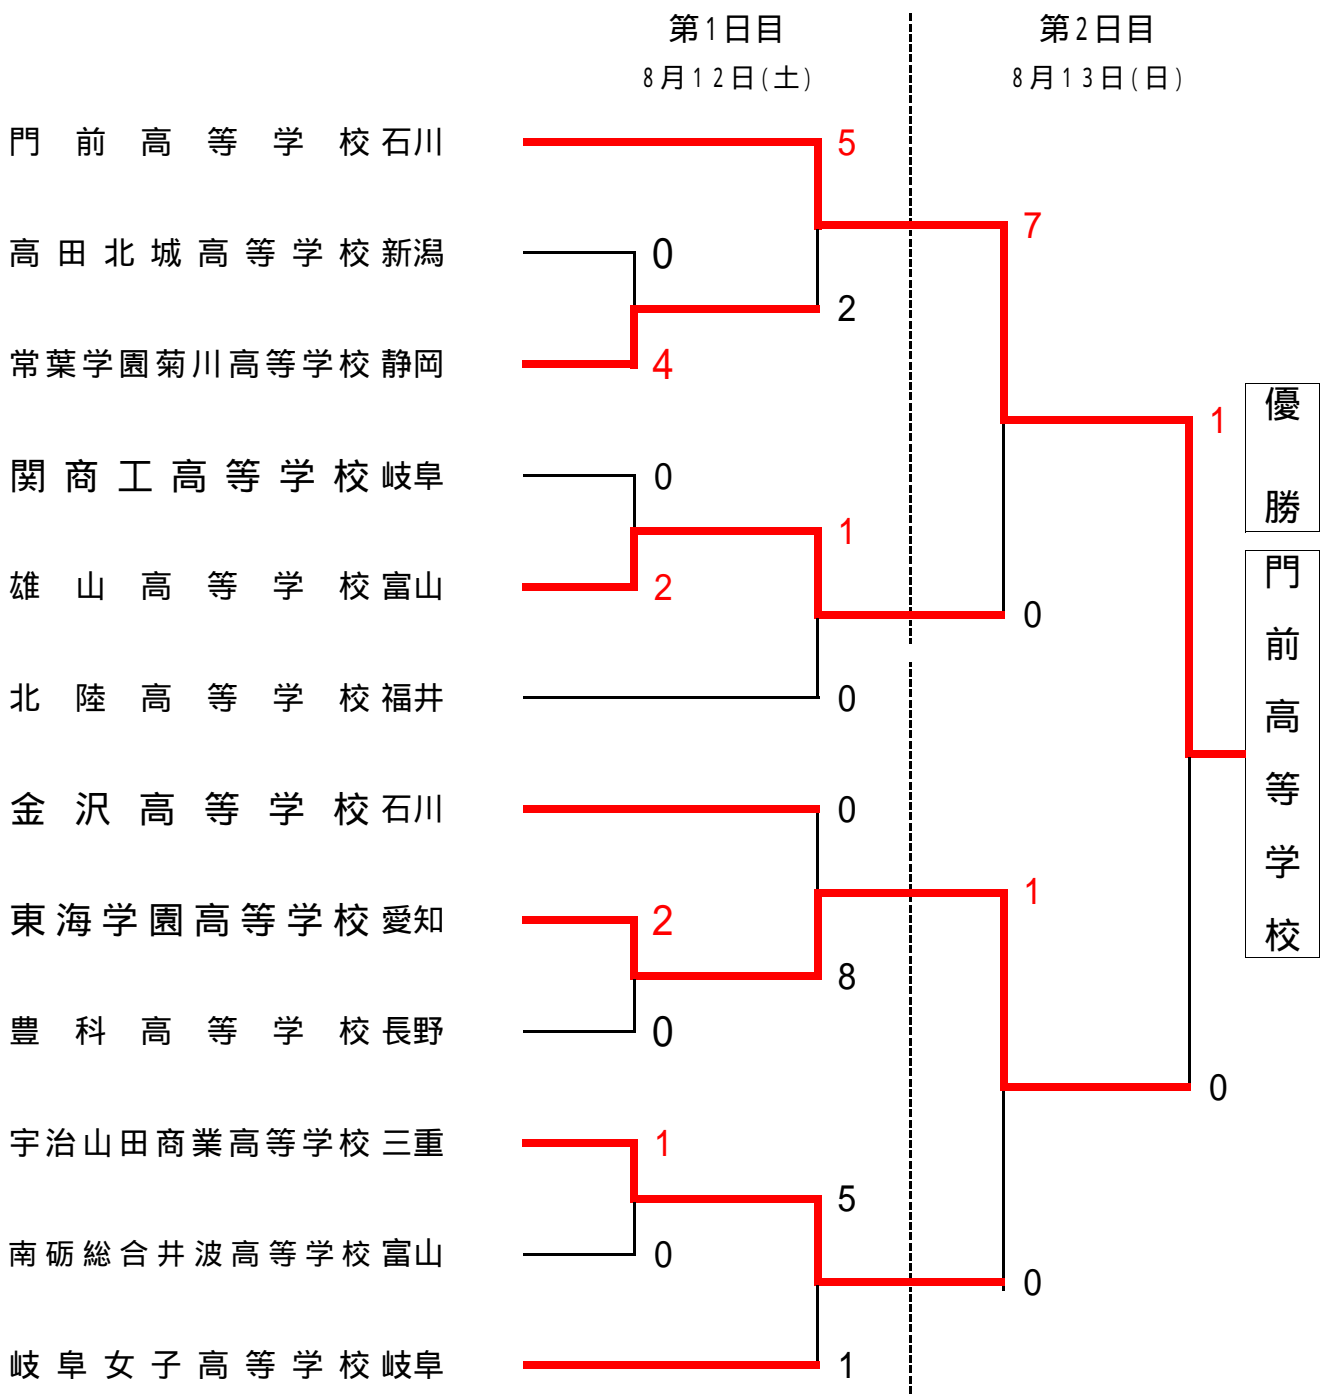 第1日目
第2日目
8月12日(土)
8月13日(日)
門前高等学校 石川
5
7
高田北城高等学校 新潟
0
2
常葉学園菊川高等学校 静岡
4
1
優勝
関商工高等学校 岐阜
0
1
雄山高等学校 富山
2
0
門前高等学校
北陸高等学校 福井
0
金沢高等学校 石川
0
1
東海学園高等学校 愛知
2
8
豊科高等学校 長野
0
0
宇治山田商業高等学校 三重
1
5
南砺総合井波高等学校 富山
0
0
岐阜女子高等学校 岐阜
1